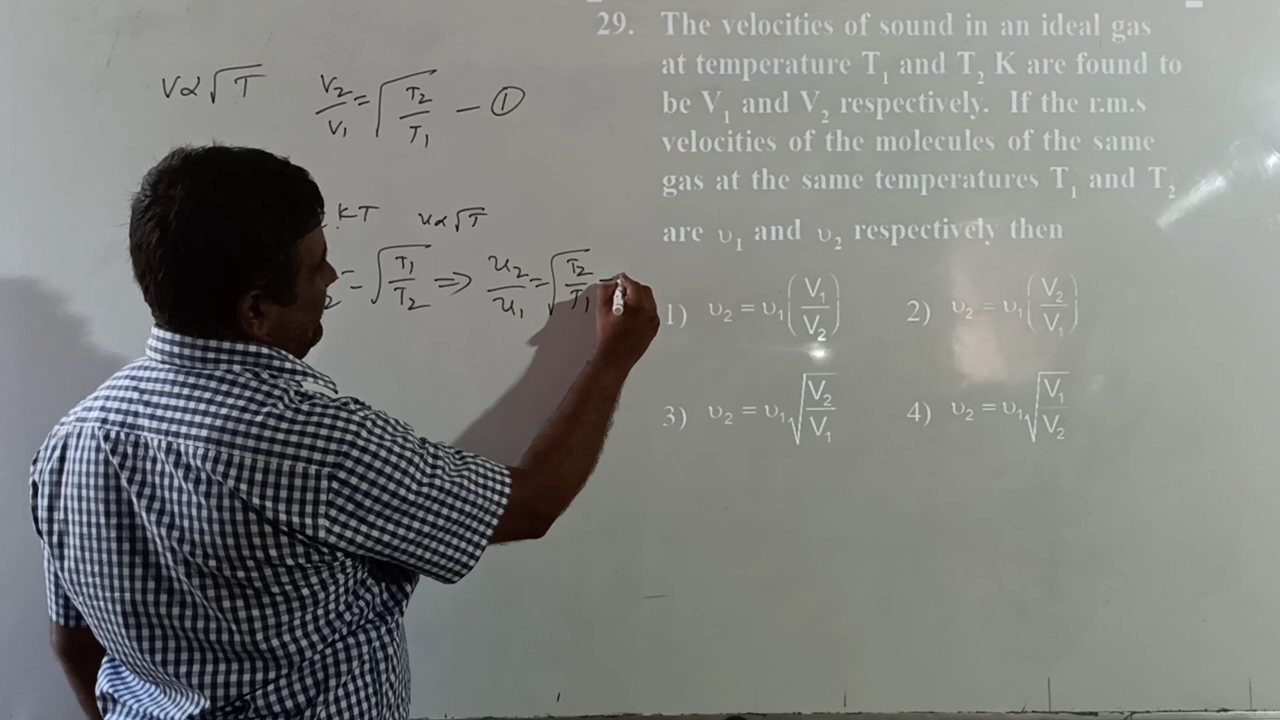 V∝√T V₂/V₁ = √(T₂/T₁) — ①
KT u∝√T
₂ = √(T₁/T₂) ⇒ u₂/u₁ = √(T₂/T₁) =
29. The velocities of sound in an ideal gas
at temperature T₁ and T₂ K are found to
be V₁ and V₂ respectively. If the r.m.s
velocities of the molecules of the same
gas at the same temperatures T₁ and T₂
are υ₁ and υ₂ respectively then
1) υ₂ = υ₁(V₁/V₂) 2) υ₂ = υ₁(V₂/V₁)
3) υ₂ = υ₁√(V₂/V₁) 4) υ₂ = υ₁√(V₁/V₂)